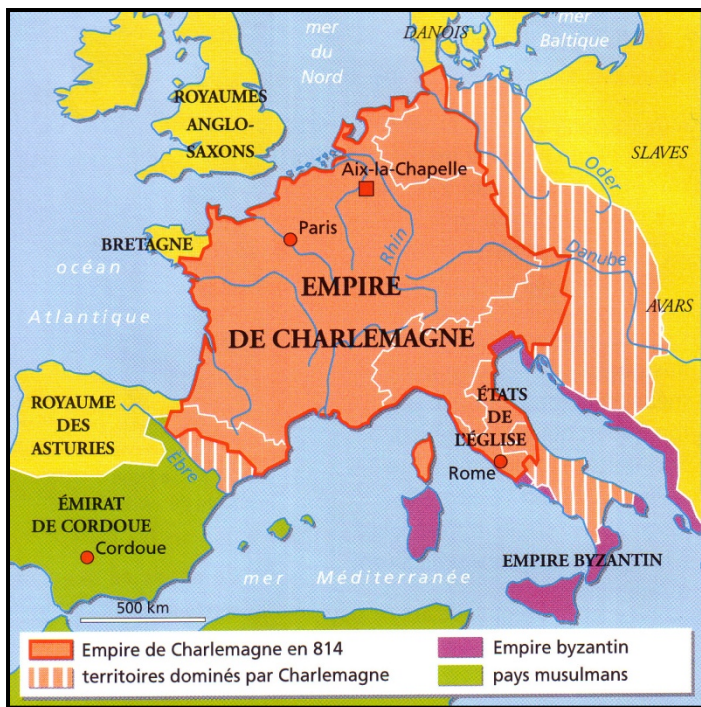 mer
du
Nord
DANOIS
mer
Baltique
ROYAUMES
ANGLO-
SAXONS
SLAVES
Oder
Aix-la-Chapelle
Paris
Rhin
BRETAGNE
Danube
océan
Atlantique
EMPIRE
DE CHARLEMAGNE
AVARS
ROYAUME
DES
ASTURIES
Èbre
ÉTATS
DE
L'ÉGLISE
Rome
ÉMIRAT
DE CORDOUE
Cordoue
EMPIRE BYZANTIN
mer Méditerranée
500 km
Empire de Charlemagne en 814
territoires dominés par Charlemagne
Empire byzantin
pays musulmans